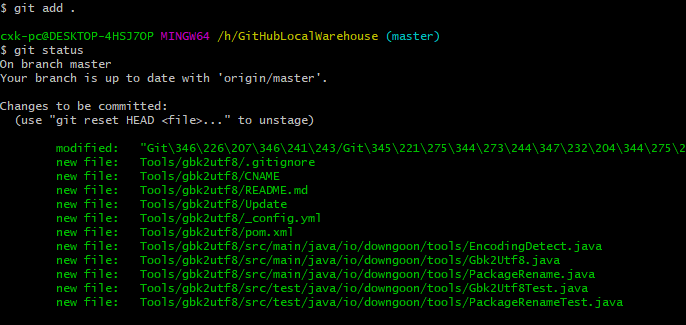 $ git add .
cxk-pc@DESKTOP-4HSJ7OP MINGW64 /h/GitHubLocalWarehouse (master)
$ git status
On branch master
Your branch is up to date with 'origin/master'.
Changes to be committed:
(use "git reset HEAD <file>..." to unstage)
modified: "Git\346\226\207\346\241\243/Git\345\221\275\344\273\244\347\232\204\344\275\2
new file: Tools/gbk2utf8/.gitignore
new file: Tools/gbk2utf8/CNAME
new file: Tools/gbk2utf8/README.md
new file: Tools/gbk2utf8/Update
new file: Tools/gbk2utf8/_config.yml
new file: Tools/gbk2utf8/pom.xml
new file: Tools/gbk2utf8/src/main/java/io/downgoon/tools/EncodingDetect.java
new file: Tools/gbk2utf8/src/main/java/io/downgoon/tools/Gbk2Utf8.java
new file: Tools/gbk2utf8/src/main/java/io/downgoon/tools/PackageRename.java
new file: Tools/gbk2utf8/src/test/java/io/downgoon/tools/Gbk2Utf8Test.java
new file: Tools/gbk2utf8/src/test/java/io/downgoon/tools/PackageRenameTest.java